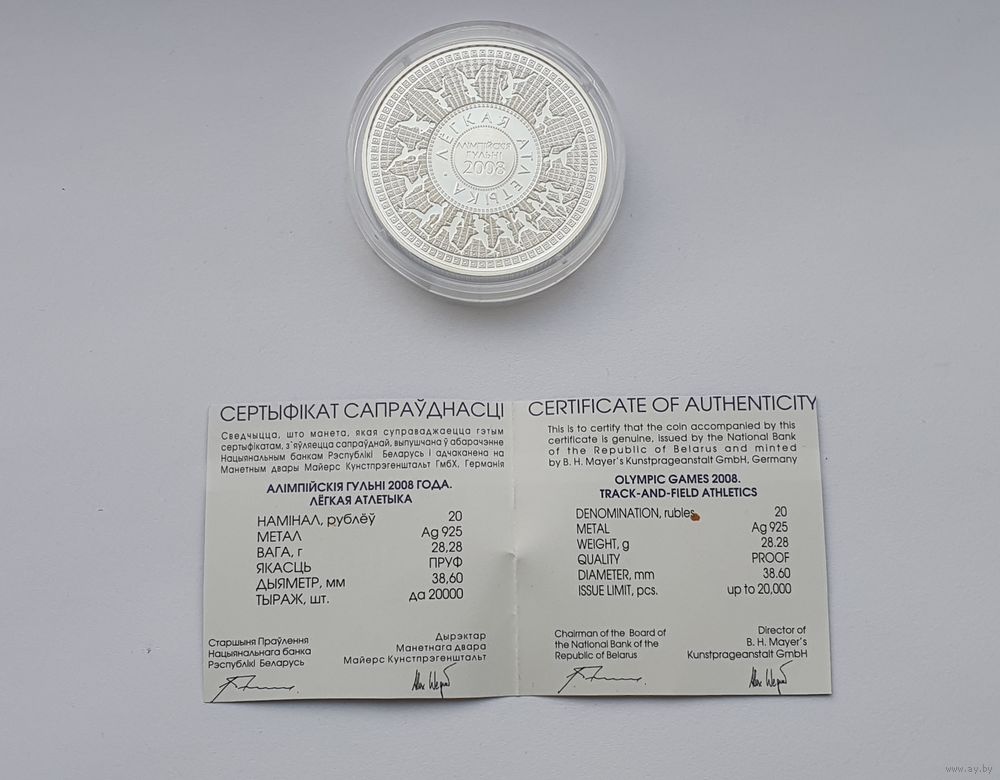 ЛЕГКАЯ АТЛЕТЫКА
АЛІМПІЙСКІЯ
ГУЛЬНІ
2008
СЕРТЫФІКАТ САПРАЎДНАСЦІ
Сведчыцца, што манета, якая суправаджаецца гэтым
сертыфікатам, з'яўляецца сапраўднай, выпушчана ў абарачэнне
Нацыянальным банкам Рэспублікі Беларусь і адчаканена на
Манетным двары Майерс Кунстпрэгенштальт ГмбХ, Германія
АЛІМПІЙСКІЯ ГУЛЬНІ 2008 ГОДА.
ЛЁГКАЯ АТЛЕТЫКА
НАМІНАЛ, рублёў 20
МЕТАЛ Ag 925
ВАГА, г 28,28
ЯКАСЦЬ ПРУФ
ДЫЯМЕТР, мм 38,60
ТЫРАЖ, шт. да 20000
Старшыня Праўлення
Нацыянальнага банка
Рэспублікі Беларусь
Дырэктар
Манетнага двара
Майерс Кунстпрэгенштальт
CERTIFICATE OF AUTHENTICITY
This is to certify that the coin accompanied by this
certificate is genuine, issued by the National Bank
of the Republic of Belarus and minted
by B. H. Mayer's Kunstprageanstalt GmbH, Germany
OLYMPIC GAMES 2008.
TRACK-AND-FIELD ATHLETICS
DENOMINATION, rubles 20
METAL Ag 925
WEIGHT, g 28.28
QUALITY PROOF
DIAMETER, mm 38.60
ISSUE LIMIT, pcs. up to 20,000
Chairman of the Board of
the National Bank of the
Republic of Belarus
Director of
B. H. Mayer's
Kunstprageanstalt GmbH
www.ay.by